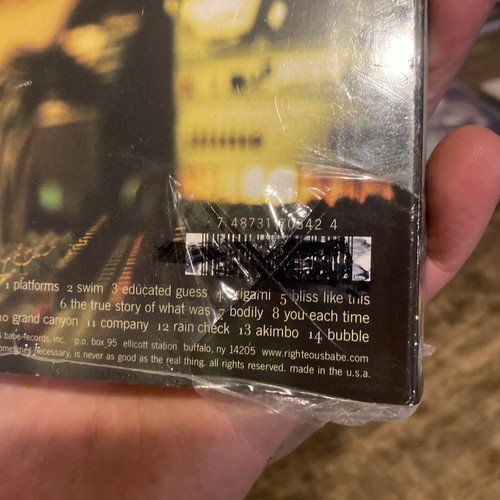 7 48731 70342 4
1 platforms 2 swim 3 educated guess 4 origami 5 bliss like this
6 the true story of what was 7 bodily 8 you each time
grand canyon 11 company 12 rain check 13 akimbo 14 bubble
babe records, inc. p.o. box 95 ellicott station buffalo, ny 14205 www.righteousbabe.com
necessary, is never as good as the real thing. all rights reserved. made in the u.s.a.